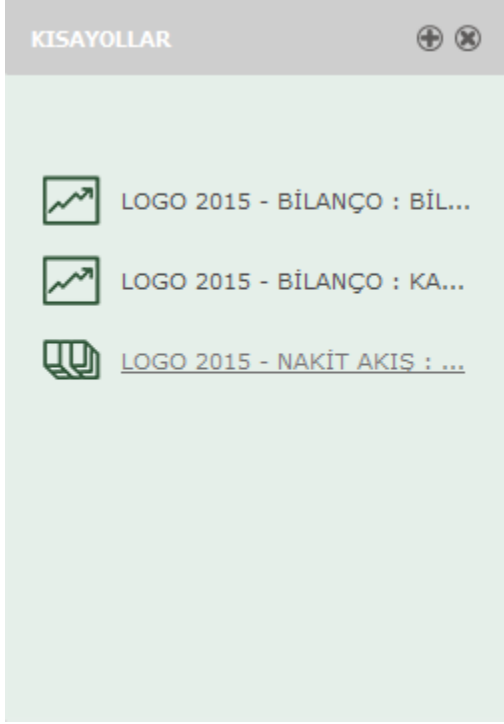 KISAYOLLAR
LOGO 2015 - BİLANÇO : BİL...
LOGO 2015 - BİLANÇO : KA...
LOGO 2015 - NAKİT AKIŞ : ...